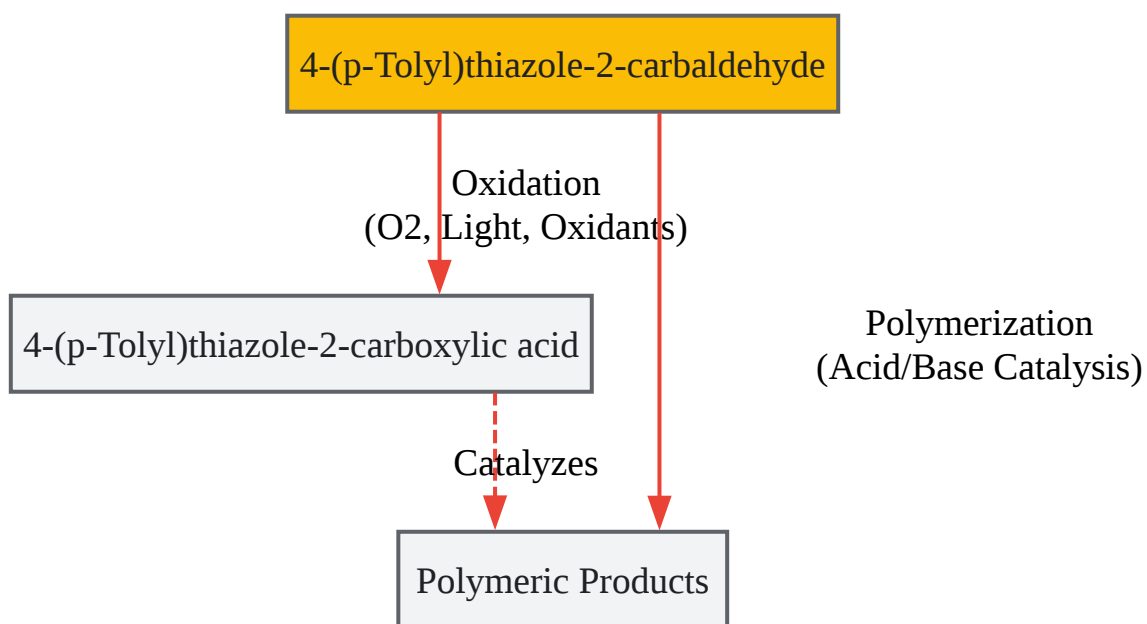 4-(p-Tolyl)thiazole-2-carbaldehyde
Oxidation
(O2, Light, Oxidants)
4-(p-Tolyl)thiazole-2-carboxylic acid
Polymerization
(Acid/Base Catalysis)
Catalyzes
Polymeric Products